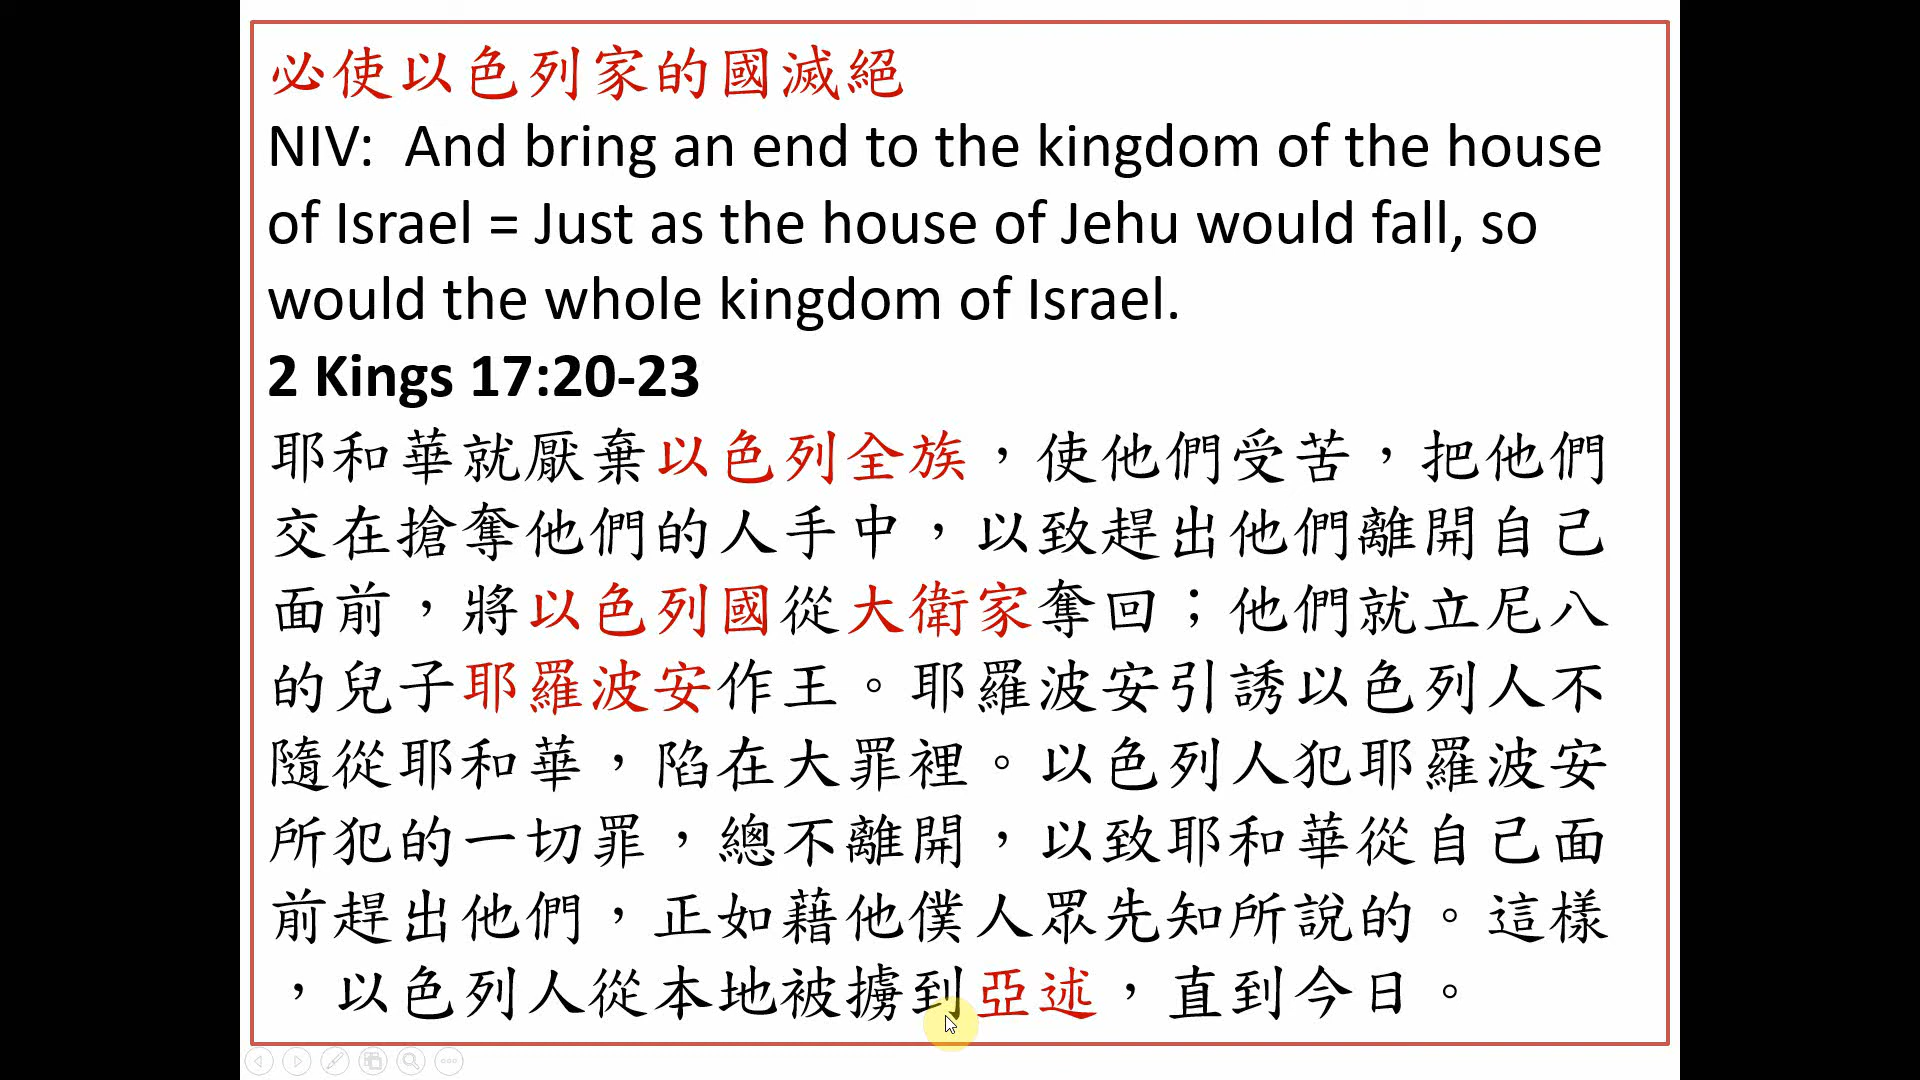 必使以色列家的國滅絕
NIV:  And bring an end to the kingdom of the house
of Israel = Just as the house of Jehu would fall, so
would the whole kingdom of Israel.
2 Kings 17:20-23
耶和華就厭棄以色列全族，使他們受苦，把他們
交在搶奪他們的人手中，以致趕出他們離開自己
面前，將以色列國從大衛家奪回；他們就立尼八
的兒子耶羅波安作王。耶羅波安引誘以色列人不
隨從耶和華，陷在大罪裡。以色列人犯耶羅波安
所犯的一切罪，總不離開，以致耶和華從自己面
前趕出他們，正如藉他僕人眾先知所說的。這樣
，以色列人從本地被擄到亞述，直到今日。